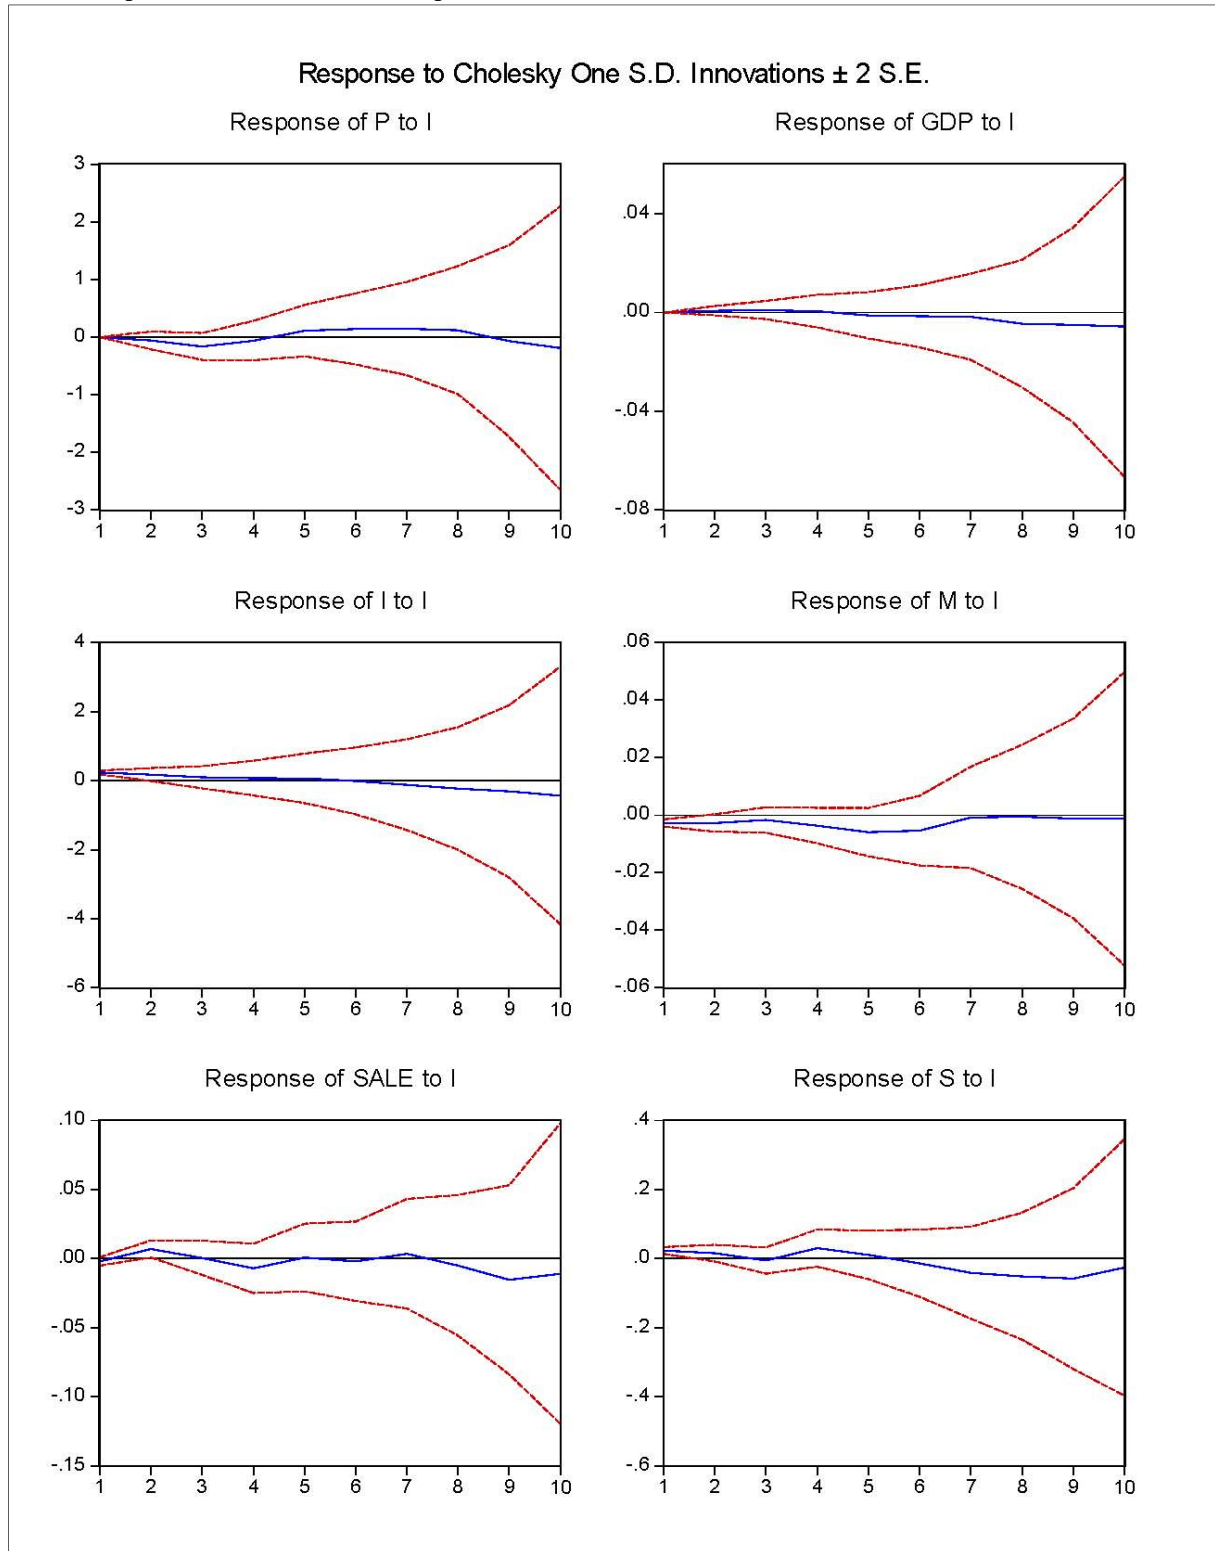 Response to Cholesky One S.D. Innovations ± 2 S.E.
Response of P to I
3
2
1
0
-1
-2
-3
1 2 3 4 5 6 7 8 9 10
Response of GDP to I
.04
.00
-.04
-.08
1 2 3 4 5 6 7 8 9 10
Response of I to I
4
2
0
-2
-4
-6
1 2 3 4 5 6 7 8 9 10
Response of M to I
.06
.04
.02
.00
-.02
-.04
-.06
1 2 3 4 5 6 7 8 9 10
Response of SALE to I
.10
.05
.00
-.05
-.10
-.15
1 2 3 4 5 6 7 8 9 10
Response of S to I
.4
.2
.0
-.2
-.4
-.6
1 2 3 4 5 6 7 8 9 10